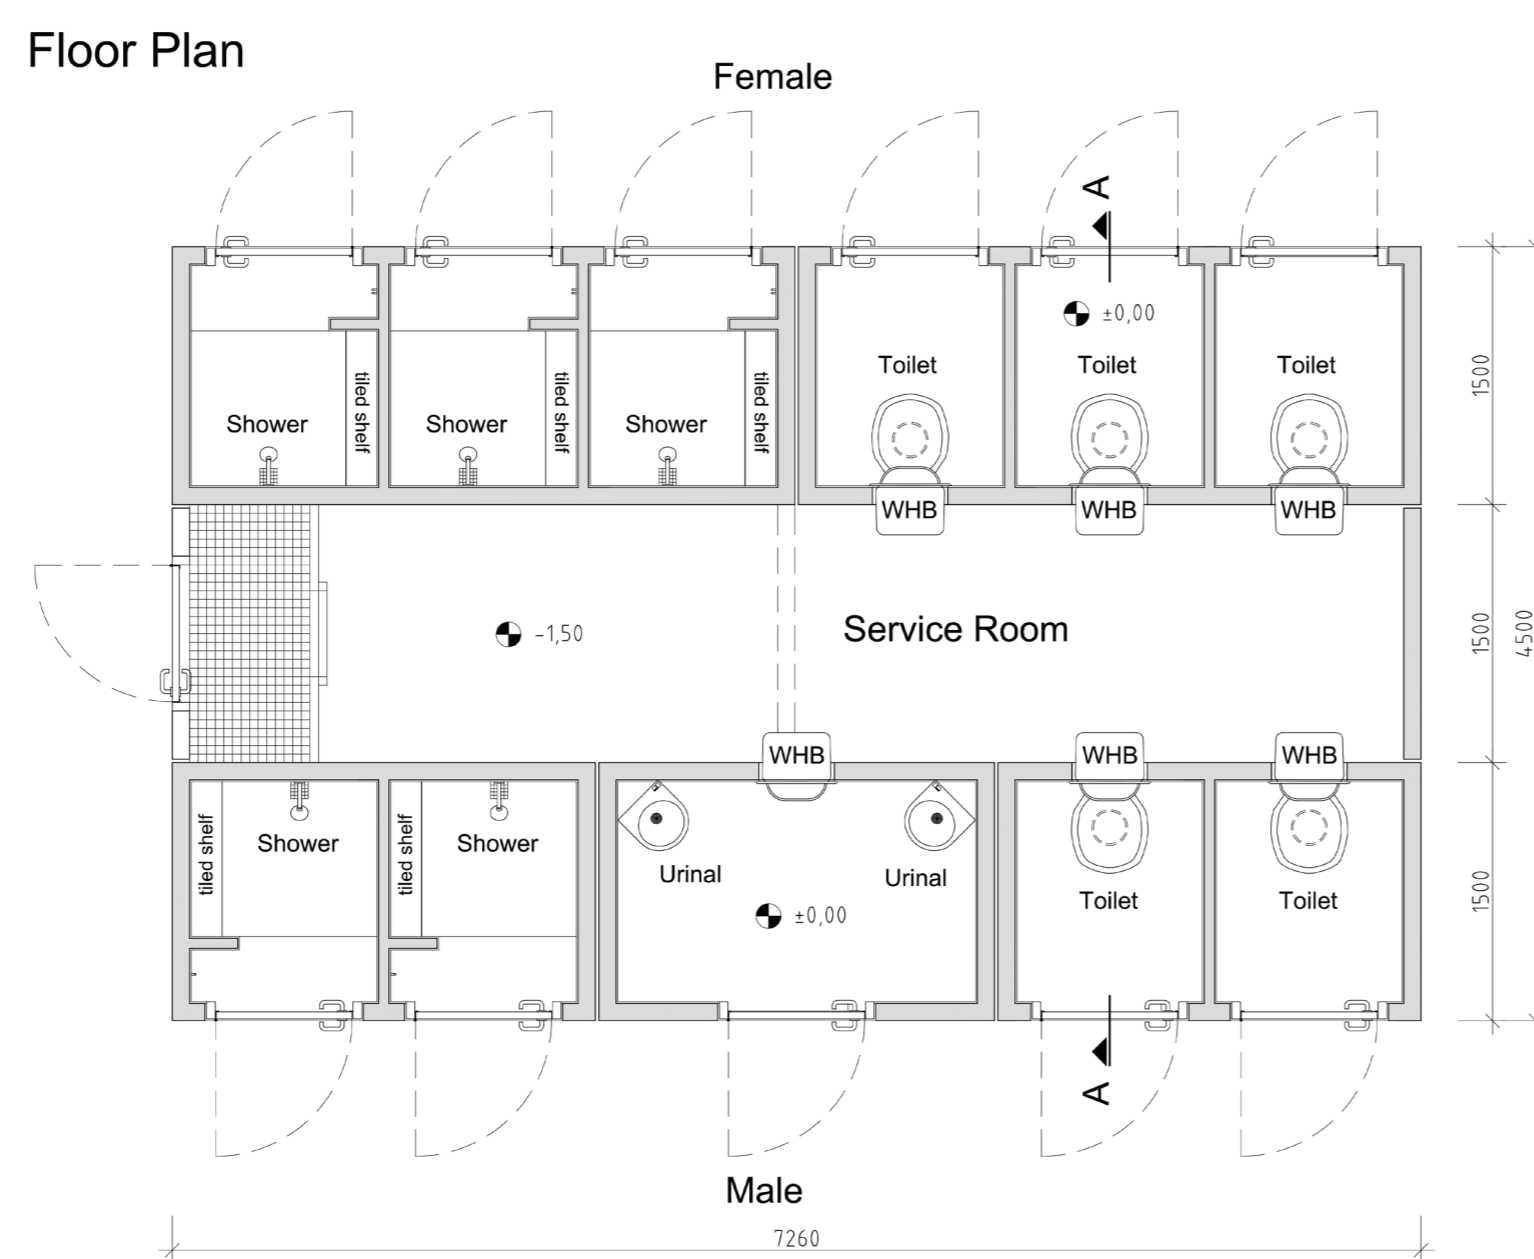 Floor Plan
Female
A
±0,00
Toilet
Toilet
Toilet
tiled shelf
tiled shelf
tiled shelf
Shower
Shower
Shower
1500
WHB
WHB
WHB
-1,50
Service Room
1500
4500
WHB
WHB
WHB
tiled shelf
Shower
tiled shelf
Shower
Urinal
Urinal
±0,00
Toilet
Toilet
1500
A
Male
7260